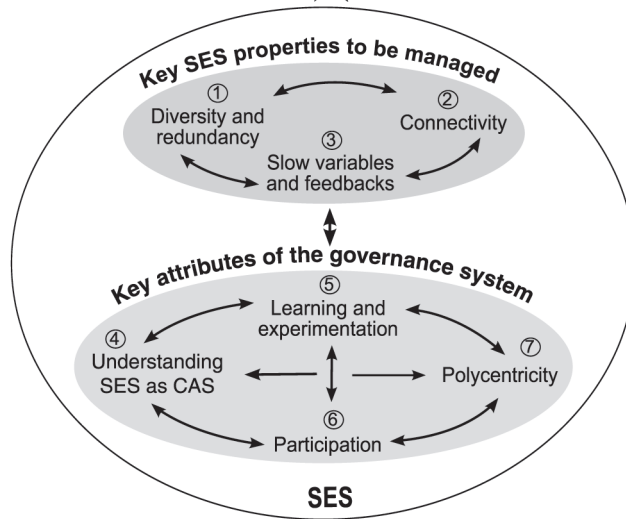 Key SES properties to be managed
①
Diversity and
redundancy
②
Connectivity
③
Slow variables
and feedbacks
Key attributes of the governance system
⑤
Learning and
experimentation
④
Understanding
SES as CAS
⑦
Polycentricity
⑥
Participation
SES